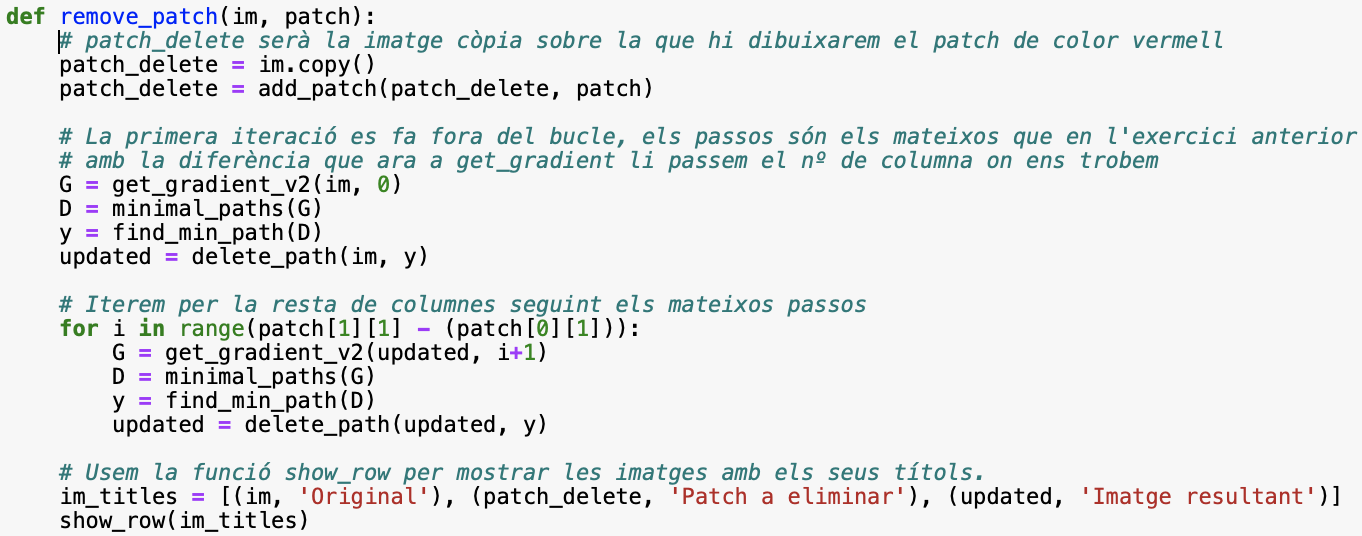 def remove_patch(im, patch):
    # patch_delete serà la imatge còpia sobre la que hi dibuixarem el patch de color vermell
    patch_delete = im.copy()
    patch_delete = add_patch(patch_delete, patch)

    # La primera iteració es fa fora del bucle, els passos són els mateixos que en l'exercici anterior
    # amb la diferència que ara a get_gradient li passem el nº de columna on ens trobem
    G = get_gradient_v2(im, 0)
    D = minimal_paths(G)
    y = find_min_path(D)
    updated = delete_path(im, y)

    # Iterem per la resta de columnes seguint els mateixos passos
    for i in range(patch[1][1] - (patch[0][1])):
        G = get_gradient_v2(updated, i+1)
        D = minimal_paths(G)
        y = find_min_path(D)
        updated = delete_path(updated, y)

    # Usem la funció show_row per mostrar les imatges amb els seus títols.
    im_titles = [(im, 'Original'), (patch_delete, 'Patch a eliminar'), (updated, 'Imatge resultant')]
    show_row(im_titles)